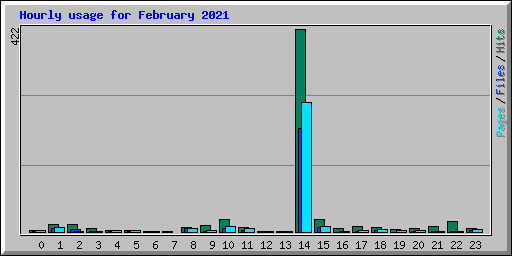 Hourly usage for February 2021
422
Pages/Files/Hits
0 1 2 3 4 5 6 7 8 9 10 11 12 13 14 15 16 17 18 19 20 21 22 23